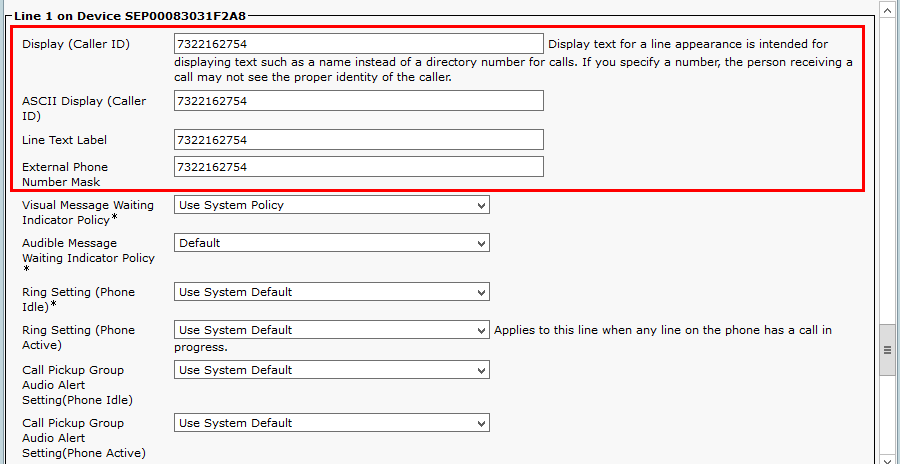 Line 1 on Device SEP00083031F2A8
Display (Caller ID) 7322162754 Display text for a line appearance is intended for
displaying text such as a name instead of a directory number for calls. If you specify a number, the person receiving a
call may not see the proper identity of the caller.
ASCII Display (Caller
ID) 7322162754
Line Text Label 7322162754
External Phone
Number Mask 7322162754
Visual Message Waiting
Indicator Policy* Use System Policy
Audible Message
Waiting Indicator Policy
* Default
Ring Setting (Phone
Idle)* Use System Default
Ring Setting (Phone
Active) Use System Default Applies to this line when any line on the phone has a call in
progress.
Call Pickup Group
Audio Alert
Setting(Phone Idle) Use System Default
Call Pickup Group
Audio Alert
Setting(Phone Active) Use System Default